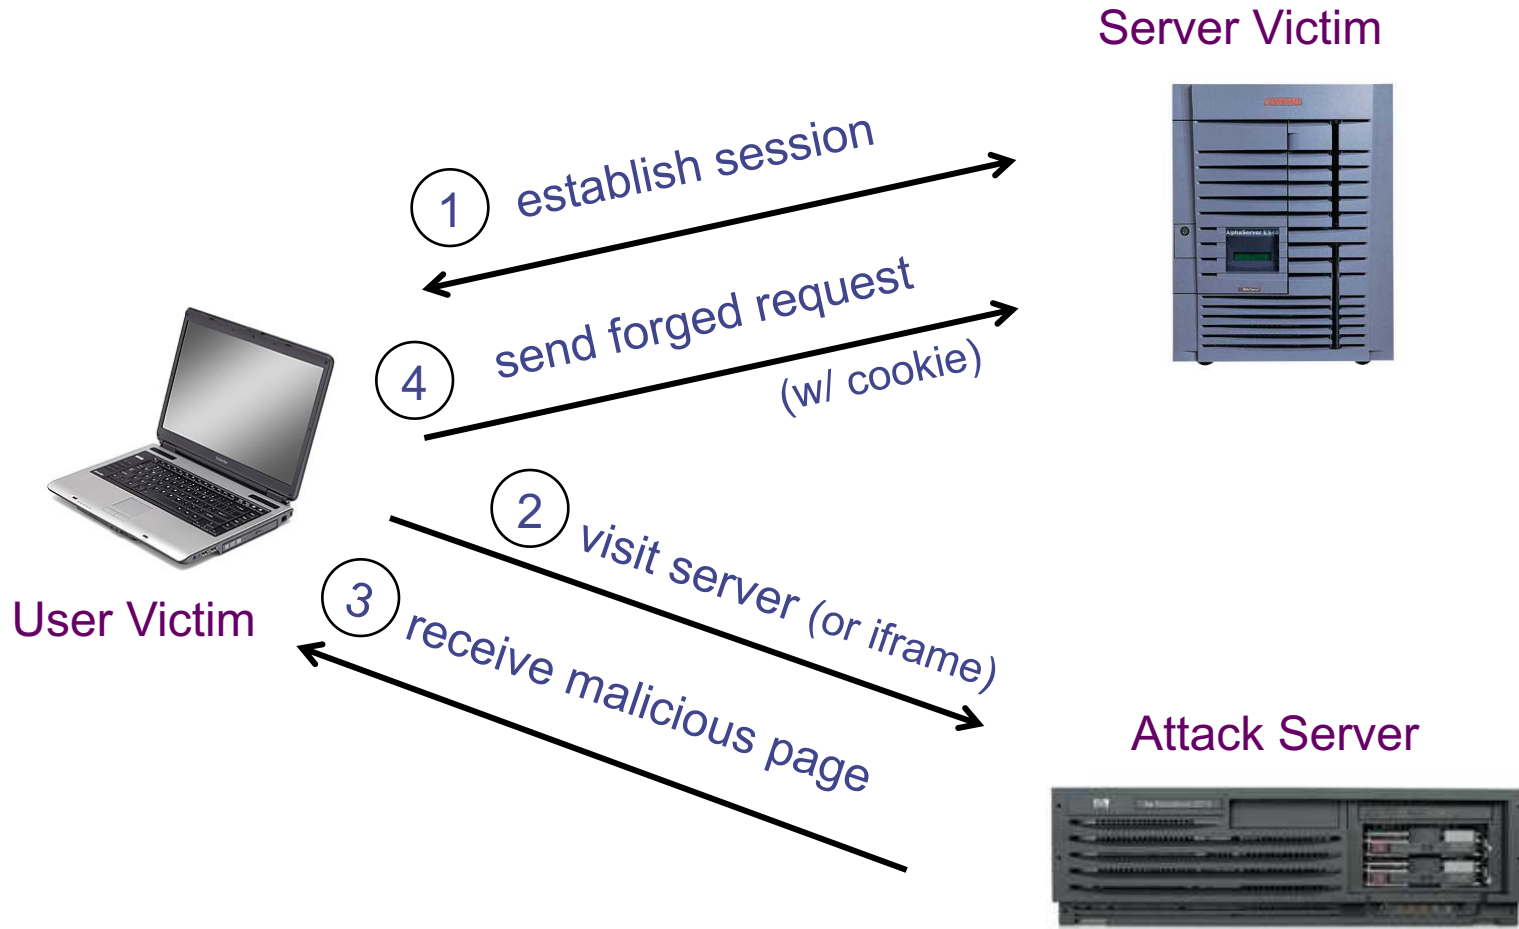 Server Victim
1 establish session
4 send forged request
(w/ cookie)
2 visit server (or iframe)
User Victim
3 receive malicious page
Attack Server